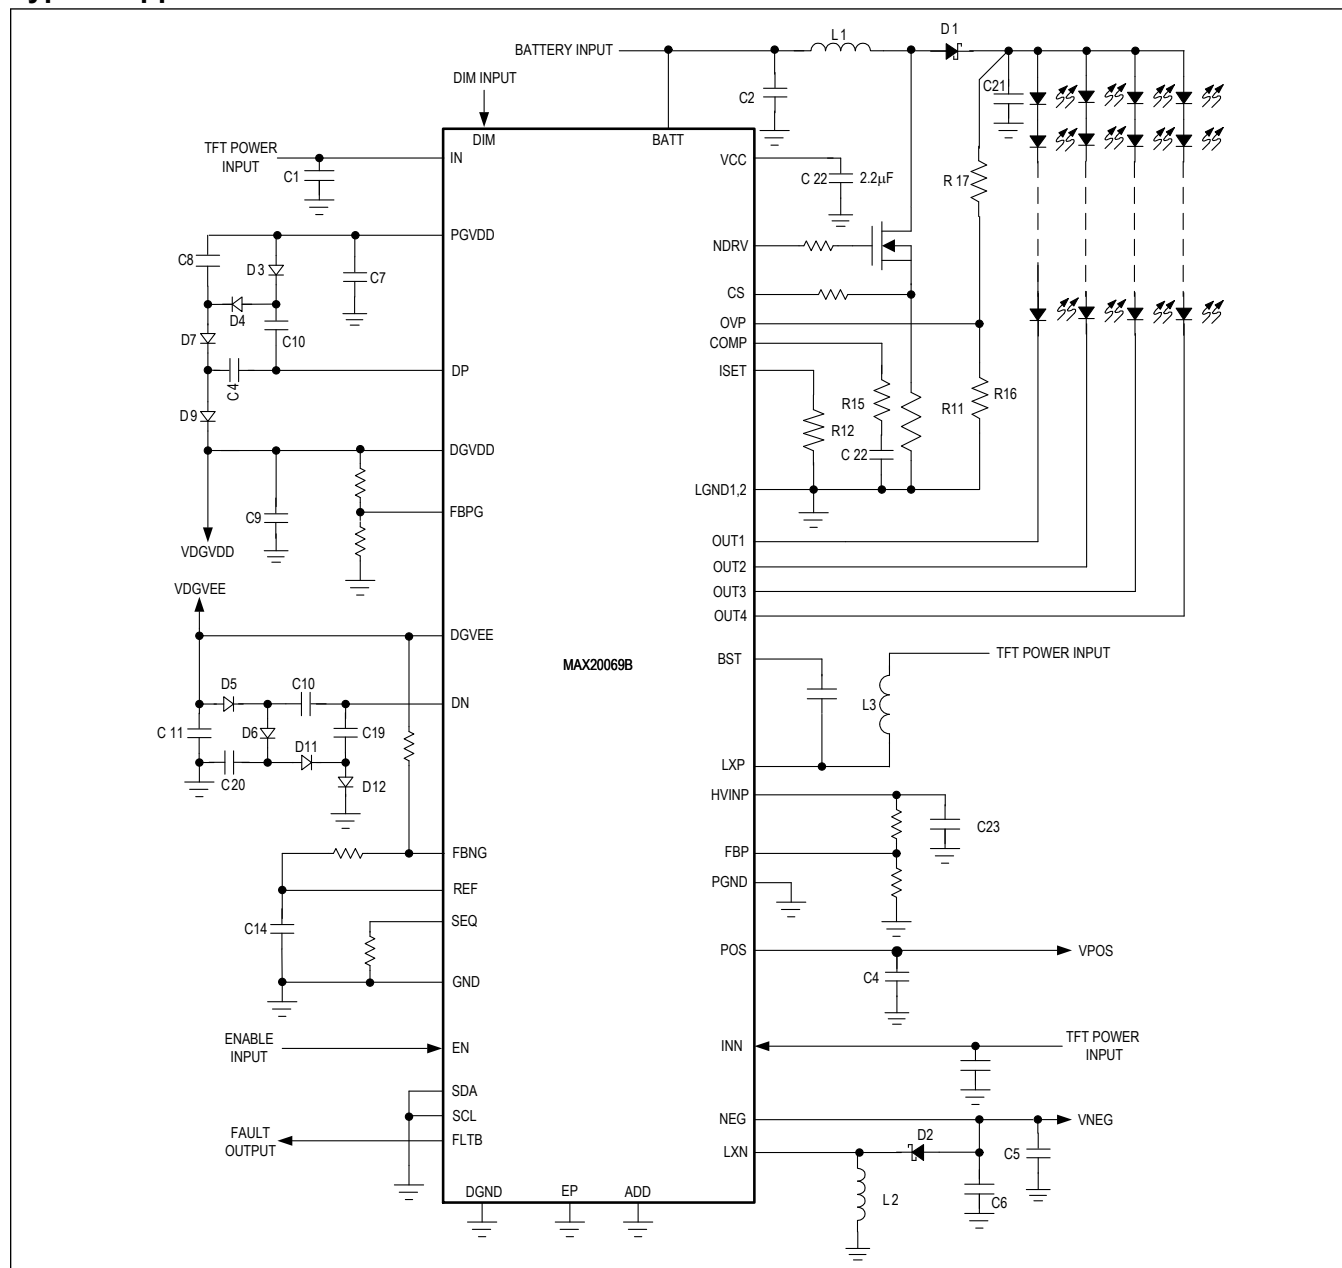 BATTERY INPUT
L1
D1
DIM INPUT
C2
C21
DIM
BATT
TFT POWER
INPUT
IN
VCC
C1
C 22
2.2μF
R 17
PGVDD
NDRV
C8
D3
C7
CS
D4
OVP
D7
C10
COMP
C4
DP
ISET
D9
R15
R11
R16
R12
C 22
DGVDD
LGND1,2
C9
FBPG
OUT1
VDGVDD
OUT2
VDGVEE
OUT3
OUT4
DGVEE
MAX20069B
BST
TFT POWER INPUT
D5
C10
DN
L3
C 11
D6
D11
C19
C20
D12
LXP
HVINP
C23
FBNG
FBP
REF
PGND
SEQ
C14
POS
VPOS
GND
C4
ENABLE
INPUT
EN
INN
TFT POWER
INPUT
SDA
SCL
NEG
VNEG
FAULT
OUTPUT
FLTB
LXN
D2
C5
DGND
EP
ADD
L2
C6